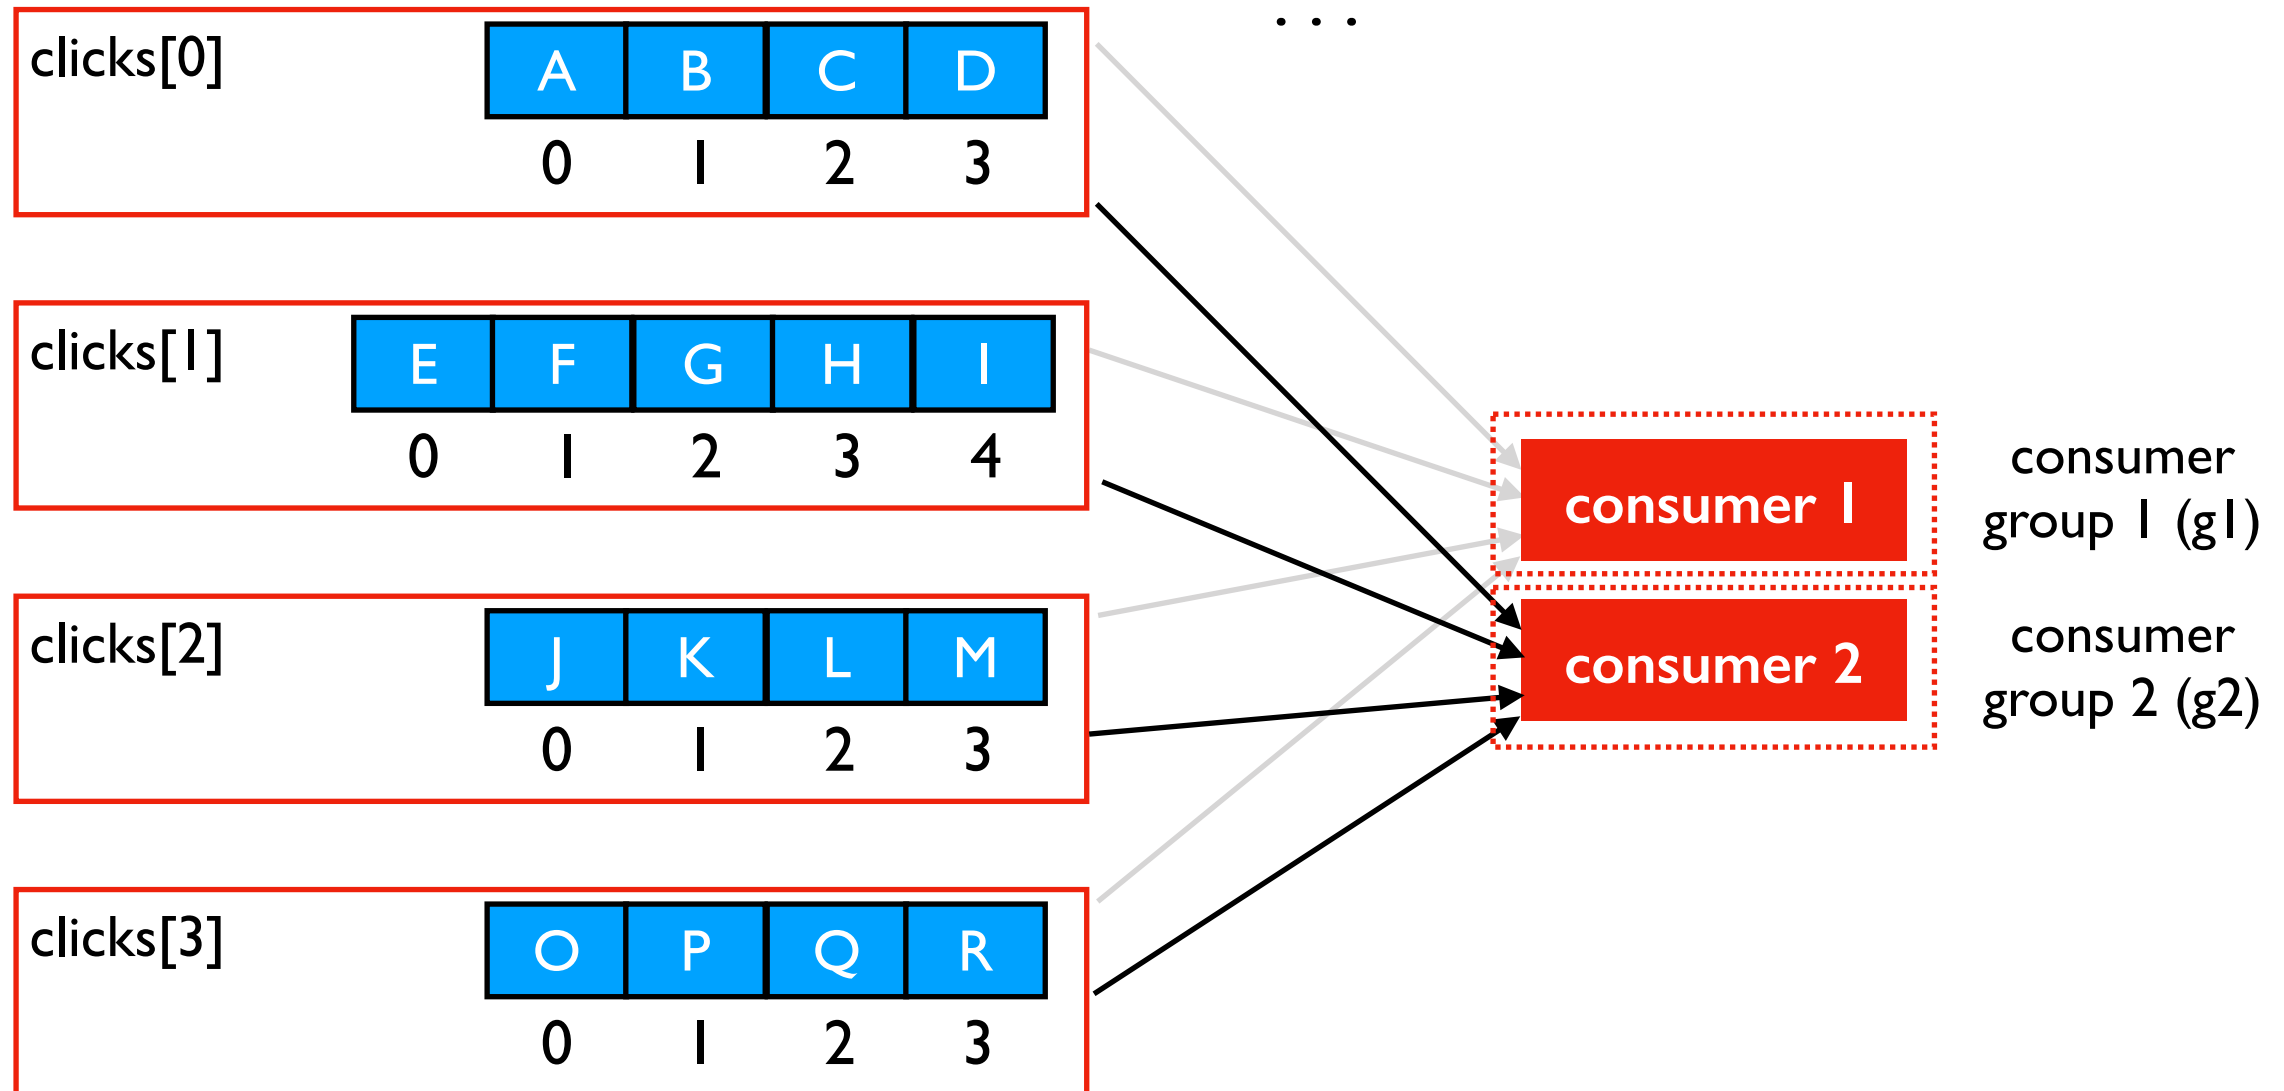 . . .
clicks[0]
A B C D
0 1 2 3
clicks[1]
E F G H I
0 1 2 3 4
clicks[2]
J K L M
0 1 2 3
clicks[3]
O P Q R
0 1 2 3
consumer 1
consumer
group 1 (g1)
consumer 2
consumer
group 2 (g2)